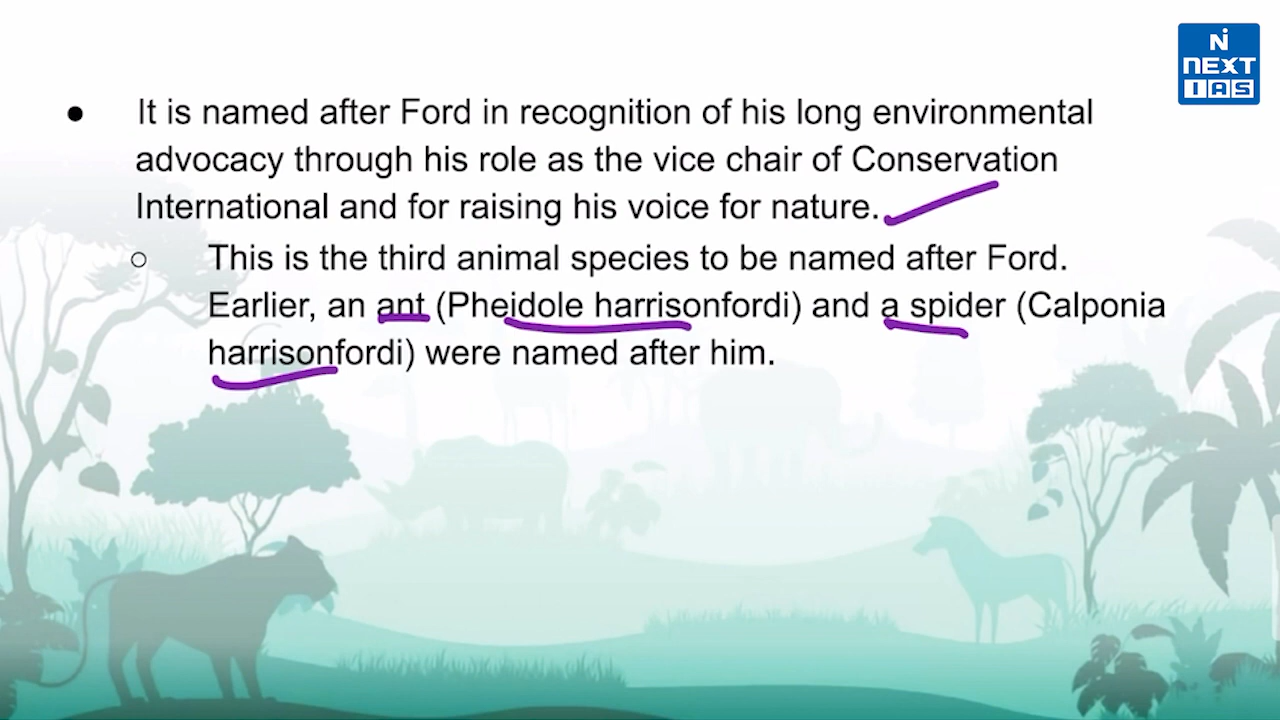 NEXT
IAS
● It is named after Ford in recognition of his long environmental
advocacy through his role as the vice chair of Conservation
International and for raising his voice for nature.
○ This is the third animal species to be named after Ford.
Earlier, an ant (Pheidole harrisonfordi) and a spider (Calponia
harrisonfordi) were named after him.